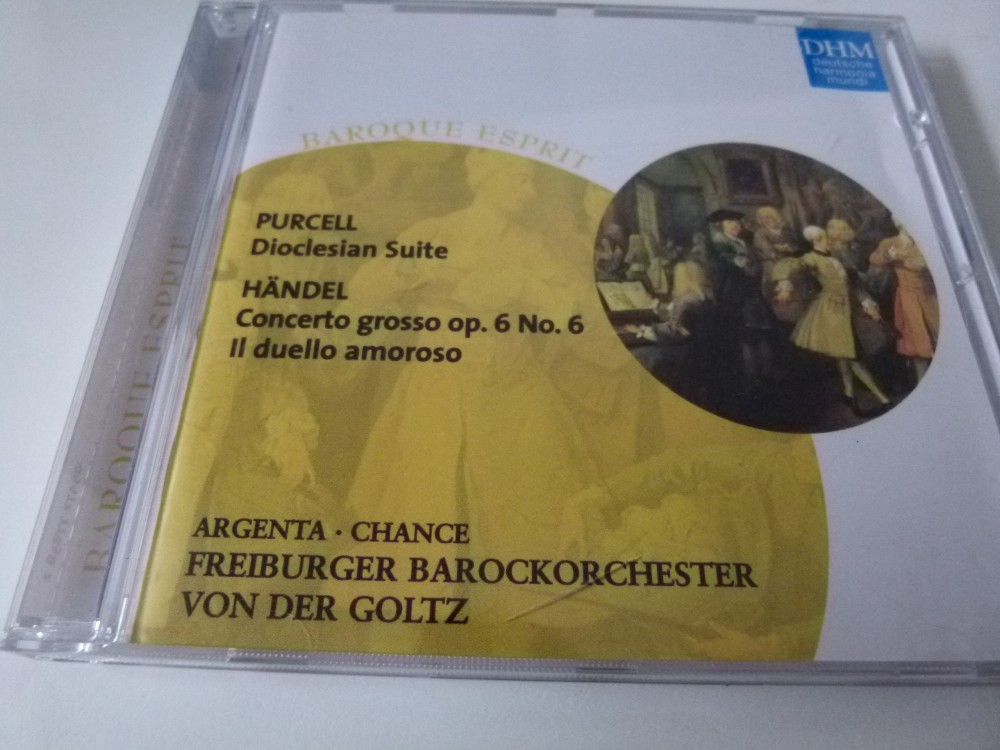 DHM
deutsche
harmonia
mundi
BAROQUE ESPRIT
PURCELL
Dioclesian Suite
HÄNDEL
Concerto grosso op. 6 No. 6
Il duello amoroso
ARGENTA · CHANCE
FREIBURGER BAROCKORCHESTER
VON DER GOLTZ
BAROQUE ESPRIT